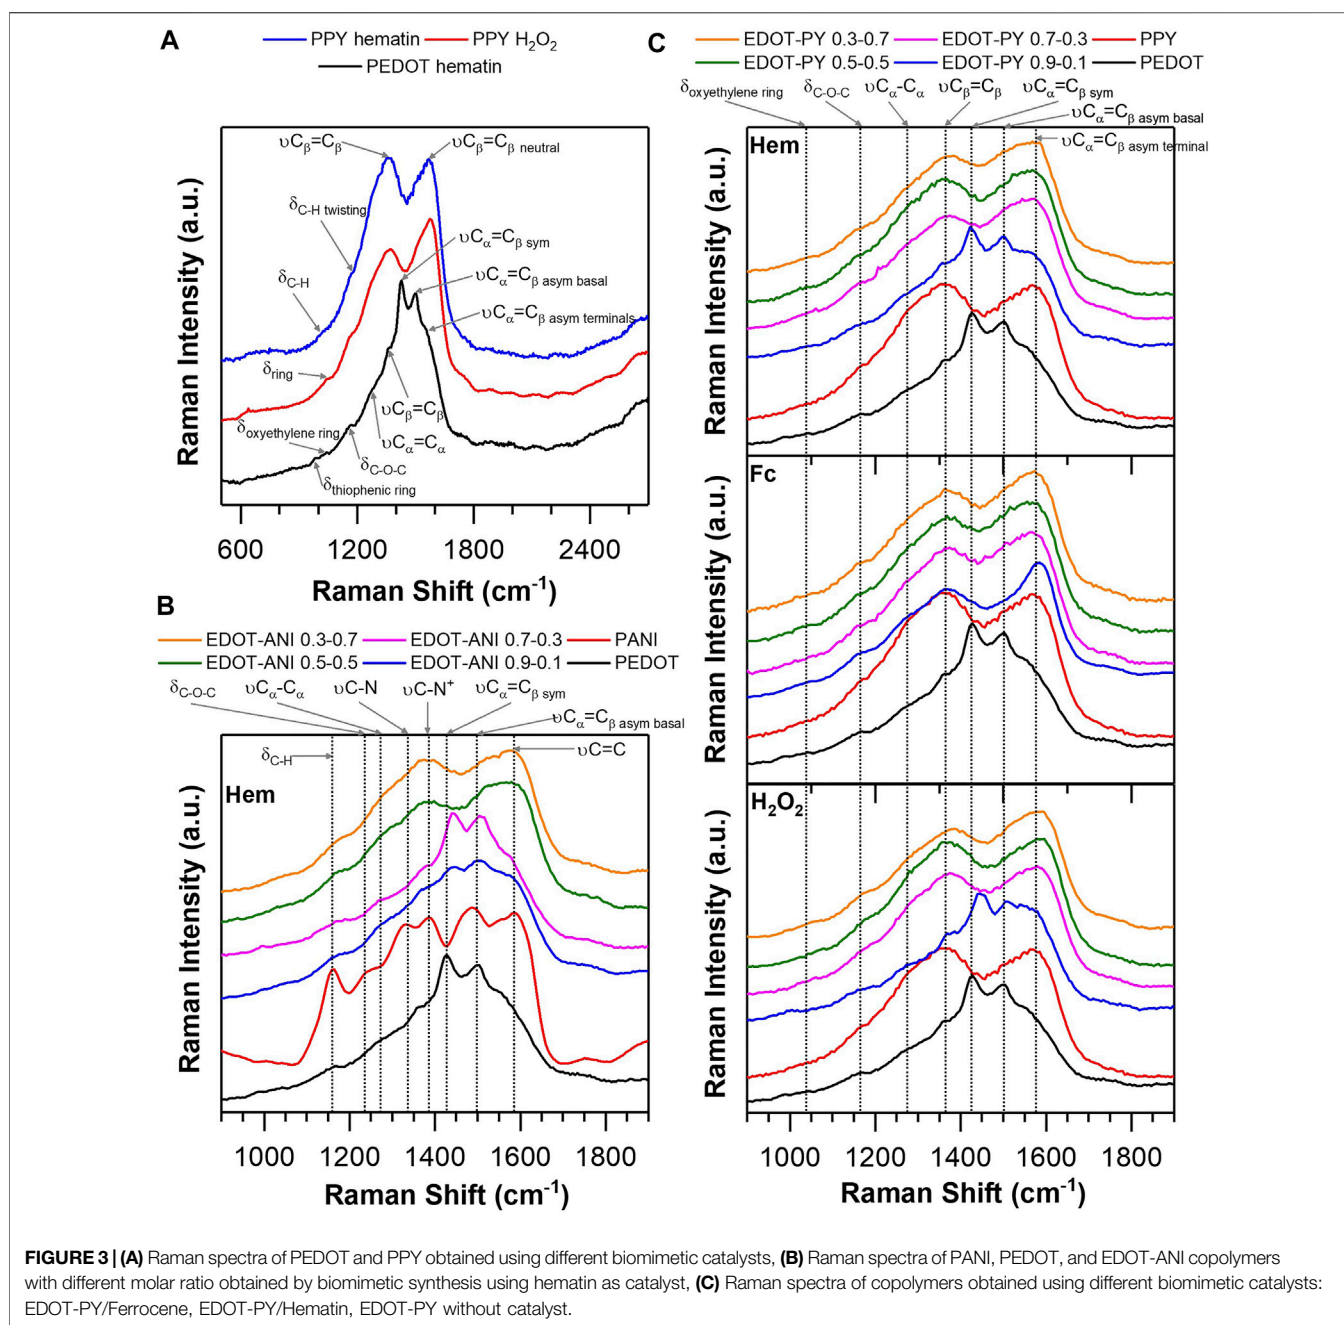 A
PPY hematin PPY H₂O₂
PEDOT hematin
υCβ=Cβ
υCβ=Cβ neutral
δC-H twisting
υCα=Cβ sym
δC-H
υCα=Cβ asym basal
υCα=Cβ asym terminals
δring
υCβ=Cβ
δoxyethylene ring
υCα=Cα
δC-O-C
δthiophenic ring
Raman Intensity (a.u.)
600 1200 1800 2400
Raman Shift (cm⁻¹)
B
EDOT-ANI 0.3-0.7 EDOT-ANI 0.7-0.3 PANI
EDOT-ANI 0.5-0.5 EDOT-ANI 0.9-0.1 PEDOT
δC-O-C υCα-Cα υC-N υC-N⁺ υCα=Cβ sym
υCα=Cβ asym basal
δC-H
υC=C
Hem
Raman Intensity (a.u.)
1000 1200 1400 1600 1800
Raman Shift (cm⁻¹)
C
EDOT-PY 0.3-0.7 EDOT-PY 0.7-0.3 PPY
EDOT-PY 0.5-0.5 EDOT-PY 0.9-0.1 PEDOT
δoxyethylene ring δC-O-C υCα-Cα υCβ=Cβ υCα=Cβ sym
υCα=Cβ asym basal
υCα=Cβ asym terminal
Hem
Raman Intensity (a.u.)
Fc
Raman Intensity (a.u.)
H₂O₂
Raman Intensity (a.u.)
1000 1200 1400 1600 1800
Raman Shift (cm⁻¹)
FIGURE 3 | (A) Raman spectra of PEDOT and PPY obtained using different biomimetic catalysts, (B) Raman spectra of PANI, PEDOT, and EDOT-ANI copolymers
with different molar ratio obtained by biomimetic synthesis using hematin as catalyst, (C) Raman spectra of copolymers obtained using different biomimetic catalysts:
EDOT-PY/Ferrocene, EDOT-PY/Hematin, EDOT-PY without catalyst.